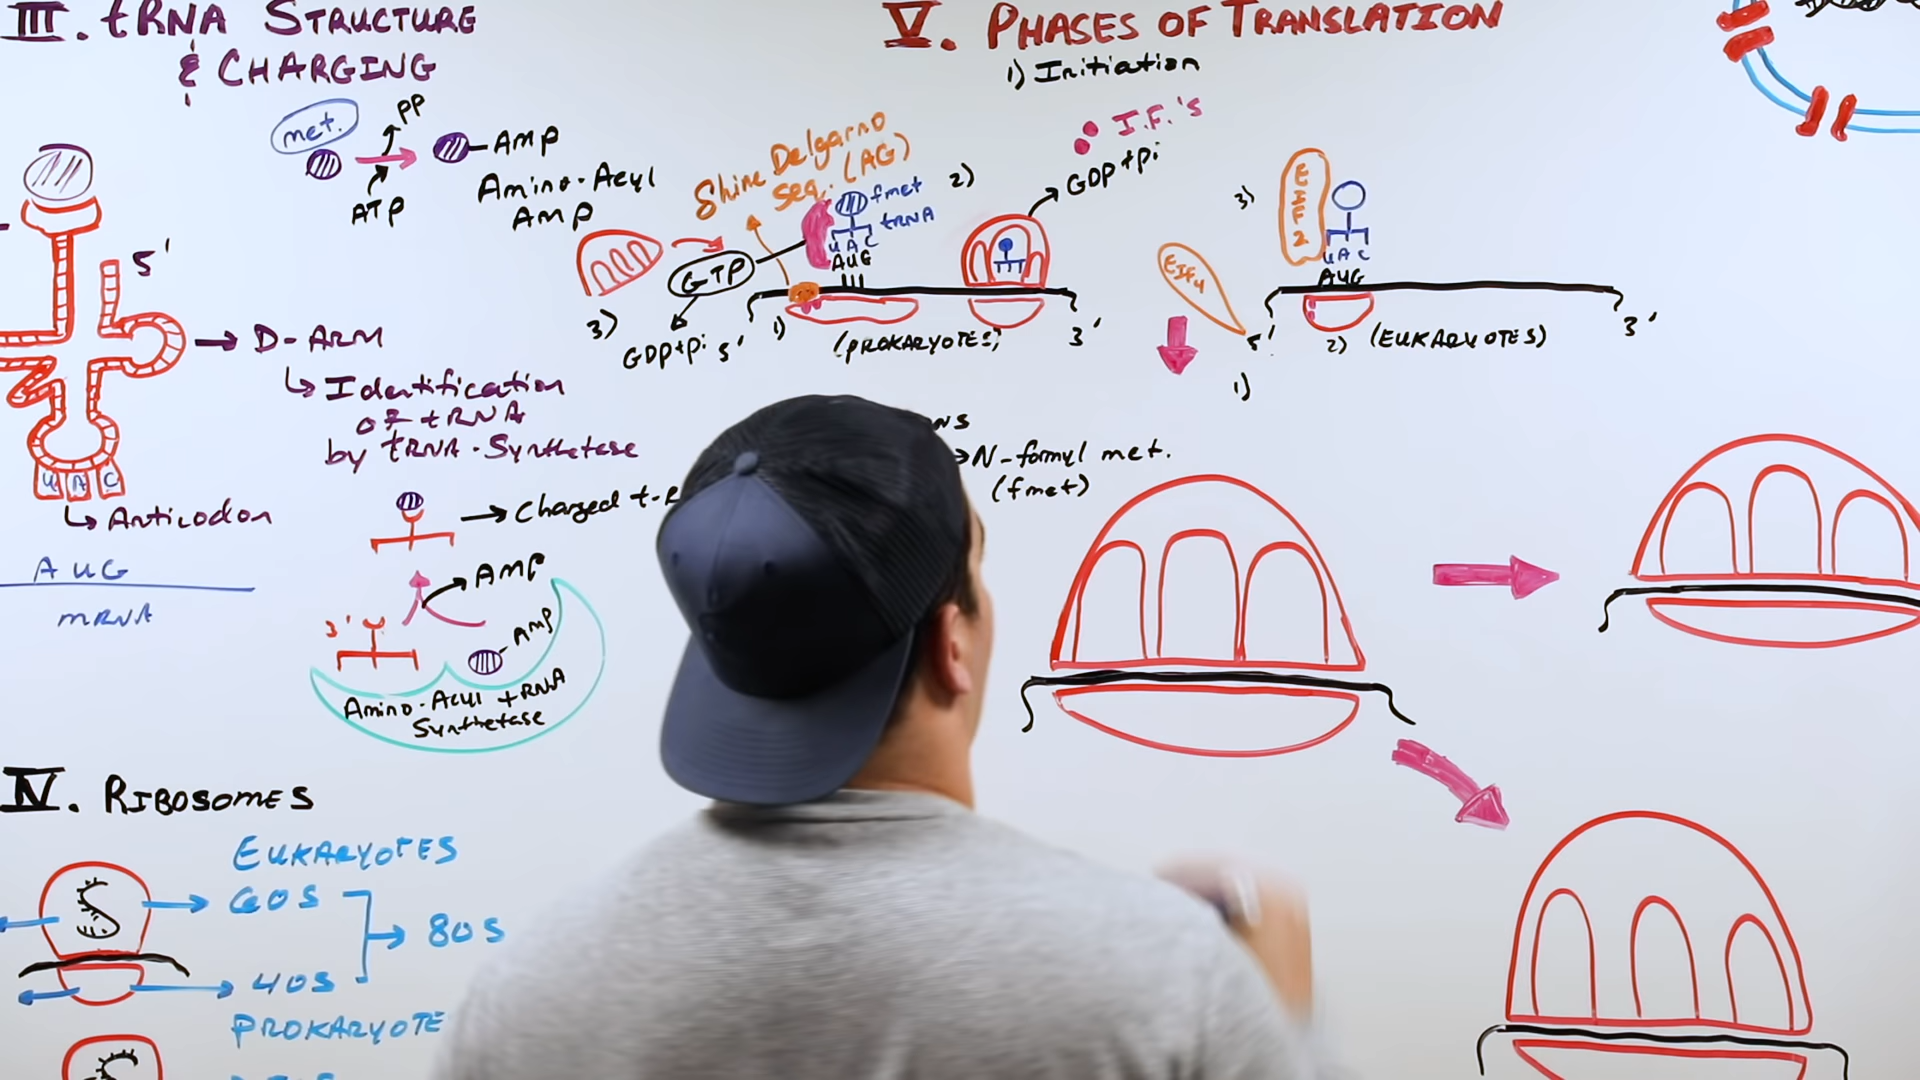 III. tRNA STRUCTURE
& CHARGING
met.
PP
ATP
AMP
Amino-Acyl
AMP
5'
D-ARM
Identification
of tRNA
by tRNA-Synthetase
U A C
Anticodon
AUG
mRNA
Charged t-R
AMP
3'
AMP
Amino-Acyl tRNA
Synthetase
IV. RIBOSOMES
EUKARYOTES
60S
80S
40S
PROKARYOTE
V. PHASES OF TRANSLATION
1) Initiation
Shine Delgarno
seq. (AG)
fmet
tRNA
UAC
AUG
GTP
3)
GDP+Pi
5'
1)
(PROKARYOTES)
3'
2)
I.F.'s
GDP+Pi
3)
EIF2
UAC
AUG
EIF4
5'
2) (EUKARYOTES)
3'
1)
NS
N-formyl met.
(fmet)